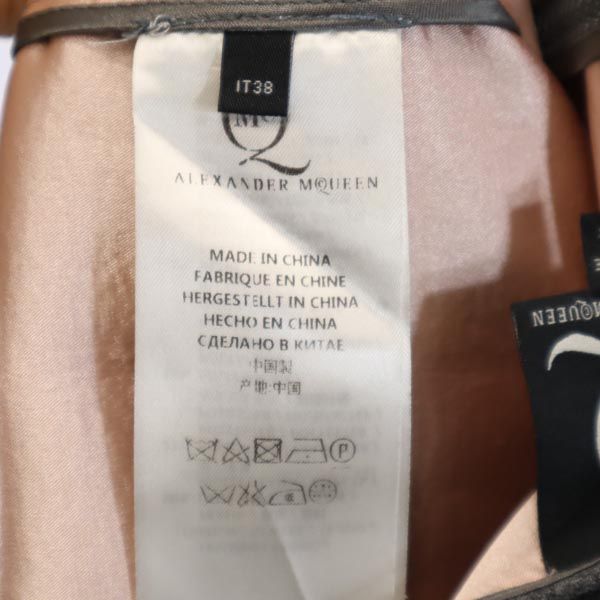 IT38
McQ
ALEXANDER MCQUEEN
MADE IN CHINA
FABRIQUE EN CHINE
HERGESTELLT IN CHINA
HECHO EN CHINA
СДЕЛАНО В КИТАЕ
中国製
产地:中国
P
MCQUEEN